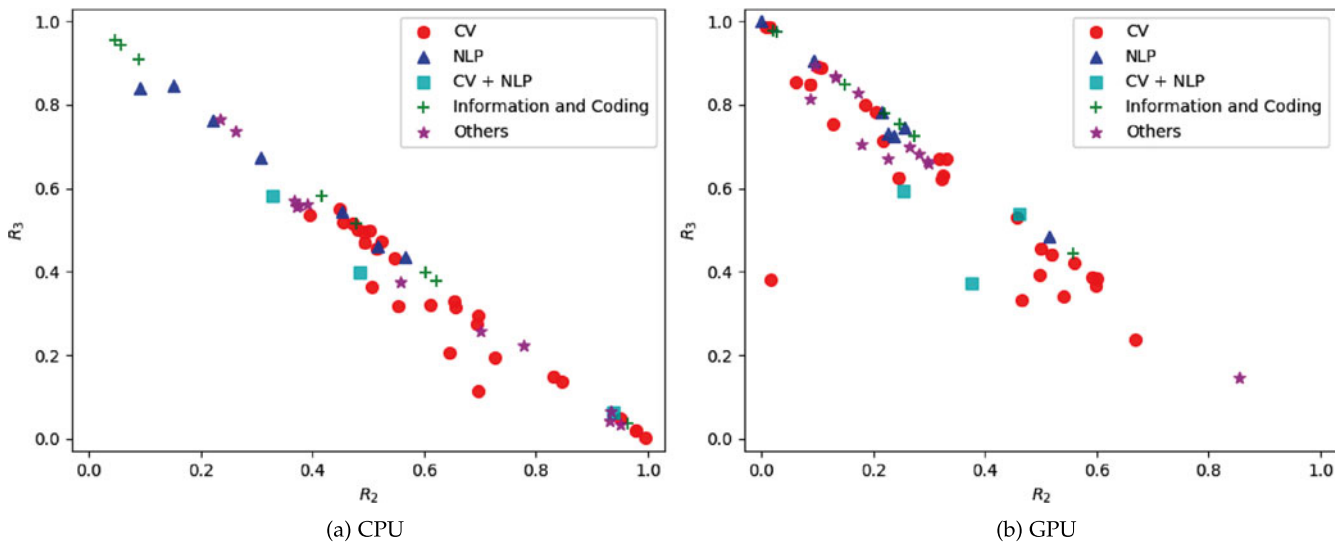 1.0
0.8
0.6
0.4
0.2
0.0
R3
0.0 0.2 0.4 0.6 0.8 1.0
R2
CV
NLP
CV + NLP
Information and Coding
Others
(a) CPU
1.0
0.8
0.6
0.4
0.2
0.0
R3
0.0 0.2 0.4 0.6 0.8 1.0
R2
CV
NLP
CV + NLP
Information and Coding
Others
(b) GPU